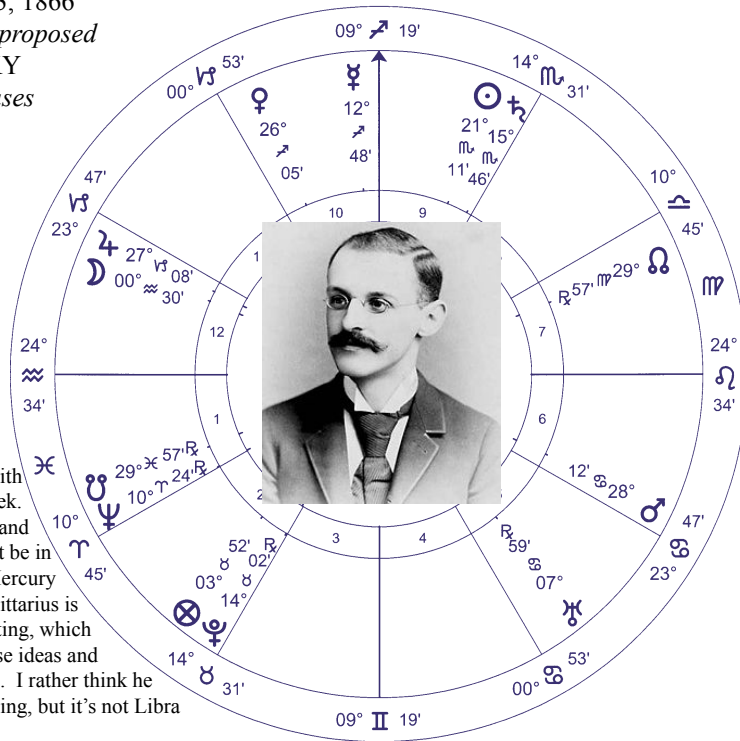 5, 1866
proposed
RY
ses
09° ♐ 19'
14° ♏ 31'
10° ♎ 45'
♍
24° ♌ 34'
47' ♋ 23°
53' ♋ 00°
09° ♊ 19'
14° ♉ 31'
10° ♈ 45'
♓
24° ♒ 34'
47' ♑ 23°
00° ♑ 53'
♀ 26° ♐ 05'
☿ 12° ♐ 48'
☉ 21° ♏ 11'
♄ 15° ♏ 46'
☊ 29° ♍ 57' ℞
♂ 28° ♋ 12'
♅ 07° ♋ 59' ℞
♇ 14° ♉ 02' ℞
⊗ 03° ♉ 52'
♆ 10° ♈ 24' ℞
☋ 29° ♓ 57' ℞
☽ 00° ♒ 30'
♃ 27° ♑ 08'
10
9
7
6
4
3
2
1
12
1
ith
ek.
and
t be in
Mercury
ittarius is
ting, which
se ideas and
. I rather think he
ing, but it's not Libra